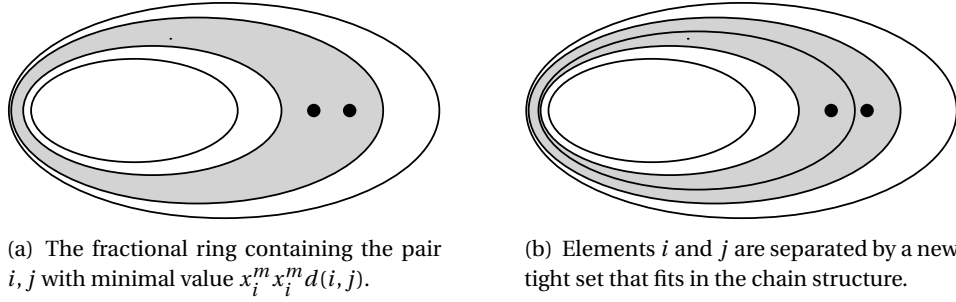 (a) The fractional ring containing the pair
i, j with minimal value x_i^m x_i^m d(i, j).
(b) Elements i and j are separated by a new
tight set that fits in the chain structure.